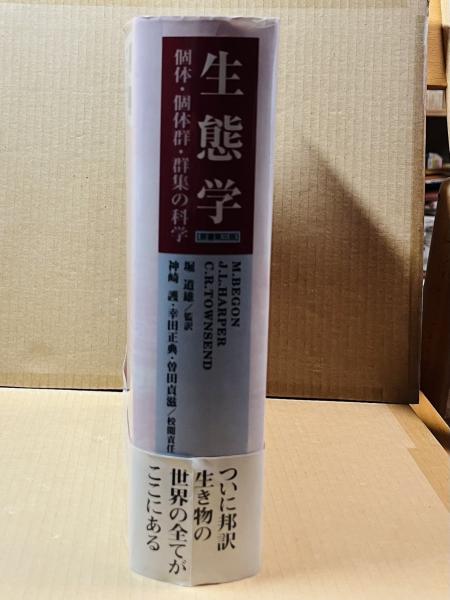 生態学
個体・個体群・群集の科学
[原書第三版]
M.BEGON
J.L.HARPER
C.R.TOWNSEND
堀 道雄/監訳
神崎 護・幸田正典・曽田貞滋/校閲責任
ついに邦訳
生き物の
世界の全てが
ここにある